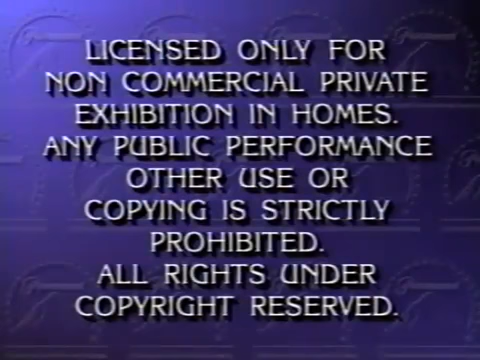 LICENSED ONLY FOR
NON COMMERCIAL PRIVATE
EXHIBITION IN HOMES.
ANY PUBLIC PERFORMANCE
OTHER USE OR
COPYING IS STRICTLY
PROHIBITED.
ALL RIGHTS UNDER
COPYRIGHT RESERVED.